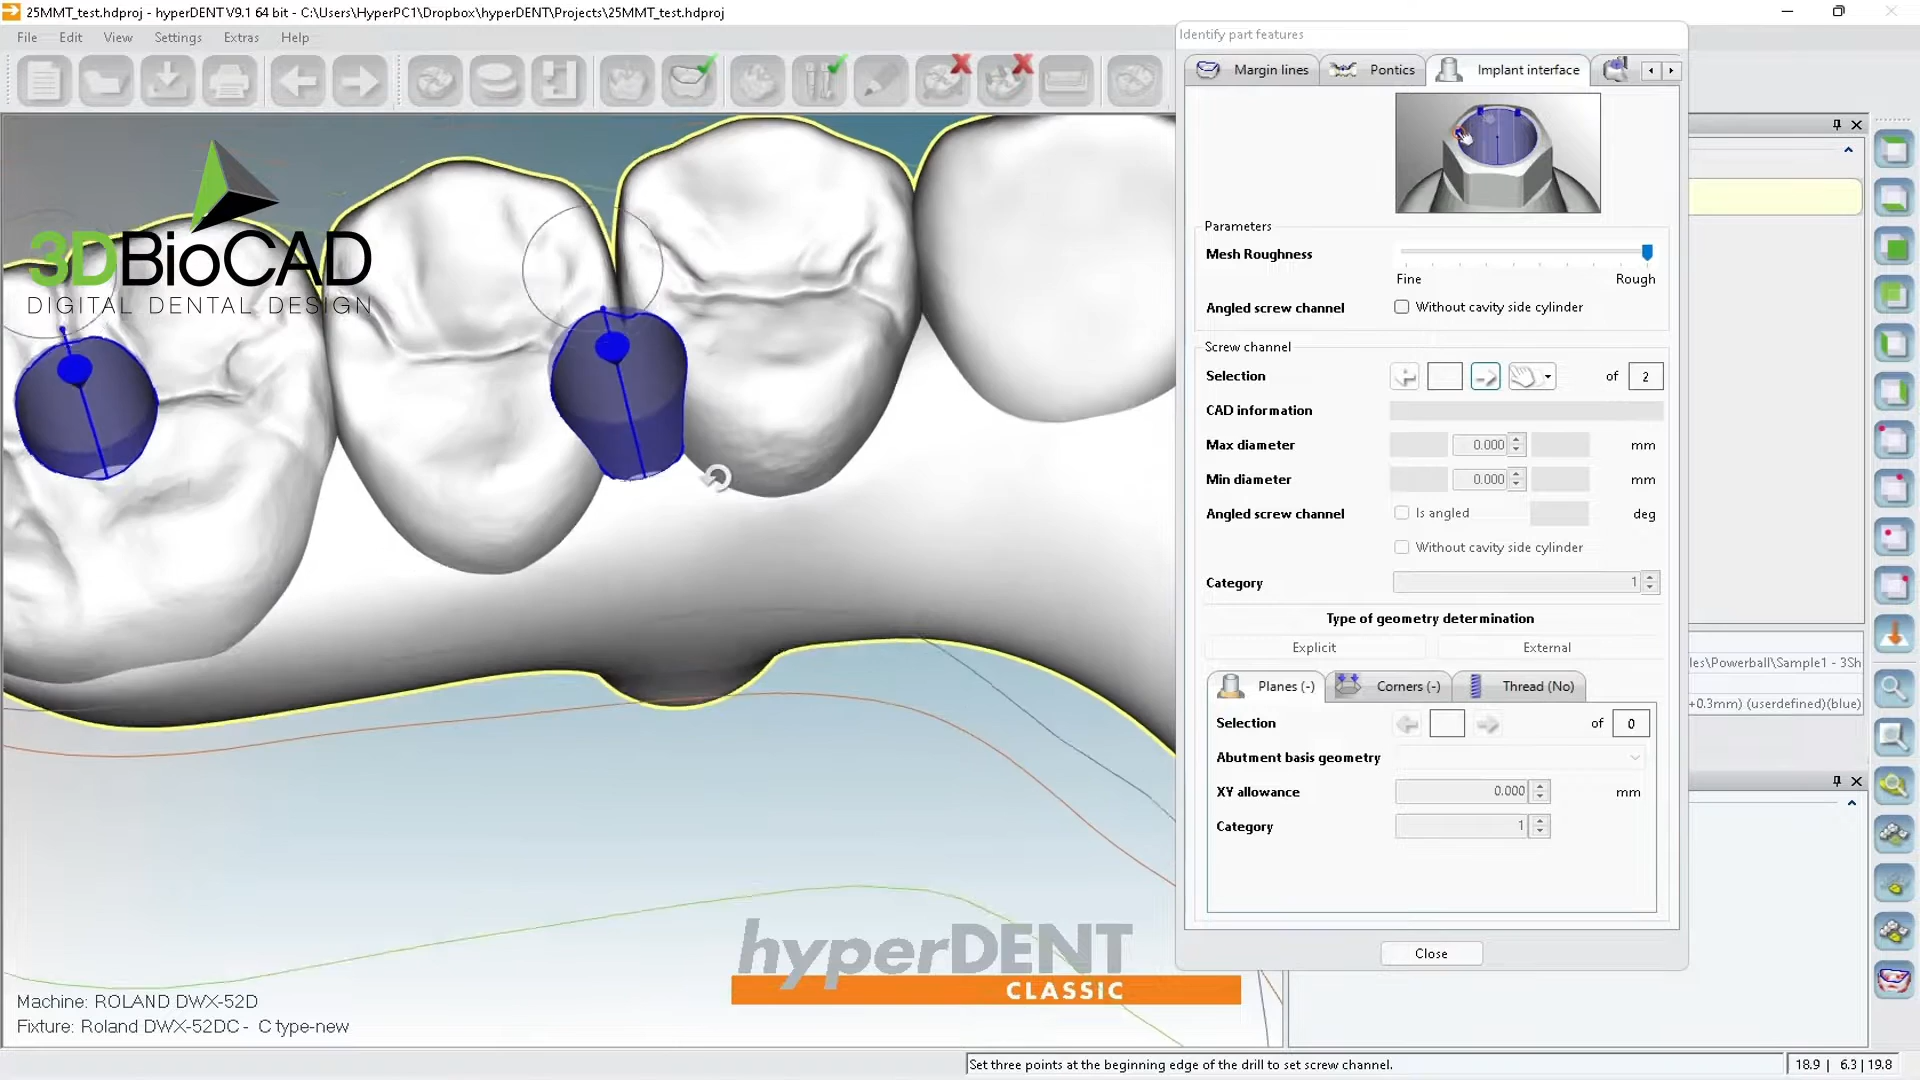 25MMT_test.hdproj - hyperDENT V9.1 64 bit - C:\Users\HyperPC1\Dropbox\hyperDENT\Projects\25MMT_test.hdproj
File Edit View Settings Extras Help
Identify part features
Margin lines Pontics Implant interface
3DBioCAD
DIGITAL DENTAL DESIGN
Parameters
Mesh Roughness
Fine Rough
Angled screw channel Without cavity side cylinder
Screw channel
Selection of 2
CAD information
Max diameter 0.000 mm
Min diameter 0.000 mm
Angled screw channel Is angled deg
Without cavity side cylinder
Category 1
Type of geometry determination
Explicit External
les\Powerball\Sample1 - 3Sh
Planes (-) Corners (-) Thread (No)
+0.3mm) (userdefined)(blue)
Selection of 0
Abutment basis geometry
XY allowance 0.000 mm
Category 1
Close
hyperDENT
CLASSIC
Machine: ROLAND DWX-52D
Fixture: Roland DWX-52DC - C type-new
Set three points at the beginning edge of the drill to set screw channel.
18.9 | 6.3 | 19.8